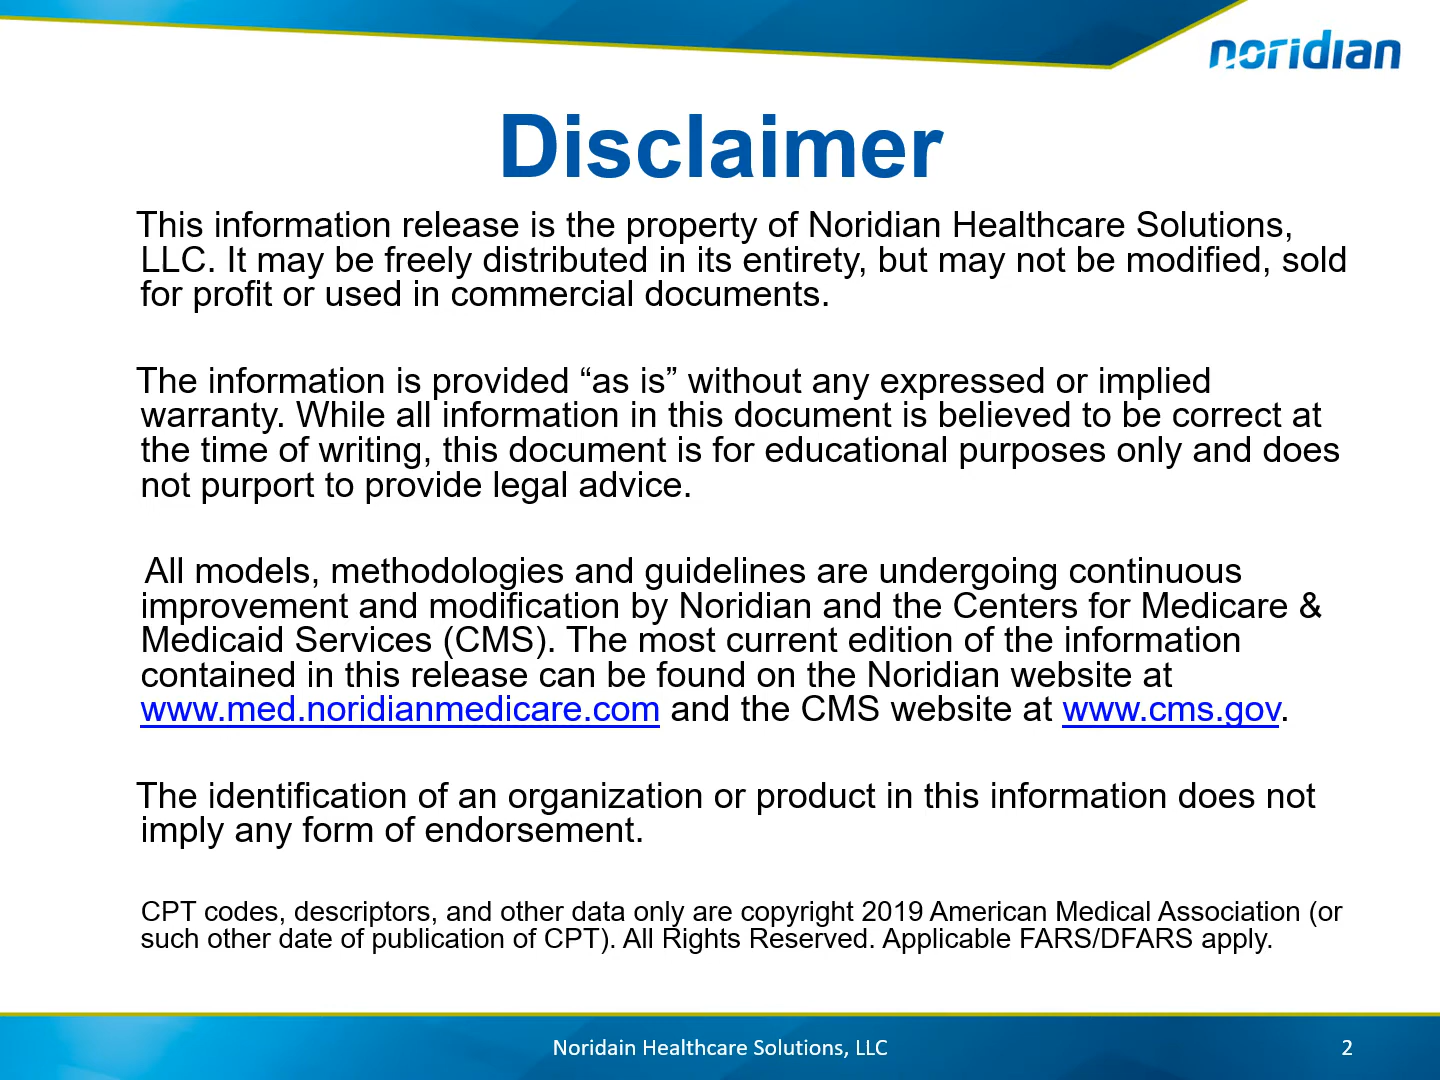 noridian
Disclaimer
This information release is the property of Noridian Healthcare Solutions,
LLC. It may be freely distributed in its entirety, but may not be modified, sold
for profit or used in commercial documents.
The information is provided “as is” without any expressed or implied
warranty. While all information in this document is believed to be correct at
the time of writing, this document is for educational purposes only and does
not purport to provide legal advice.
All models, methodologies and guidelines are undergoing continuous
improvement and modification by Noridian and the Centers for Medicare &
Medicaid Services (CMS). The most current edition of the information
contained in this release can be found on the Noridian website at
www.med.noridianmedicare.com and the CMS website at www.cms.gov.
The identification of an organization or product in this information does not
imply any form of endorsement.
CPT codes, descriptors, and other data only are copyright 2019 American Medical Association (or
such other date of publication of CPT). All Rights Reserved. Applicable FARS/DFARS apply.
Noridain Healthcare Solutions, LLC
2